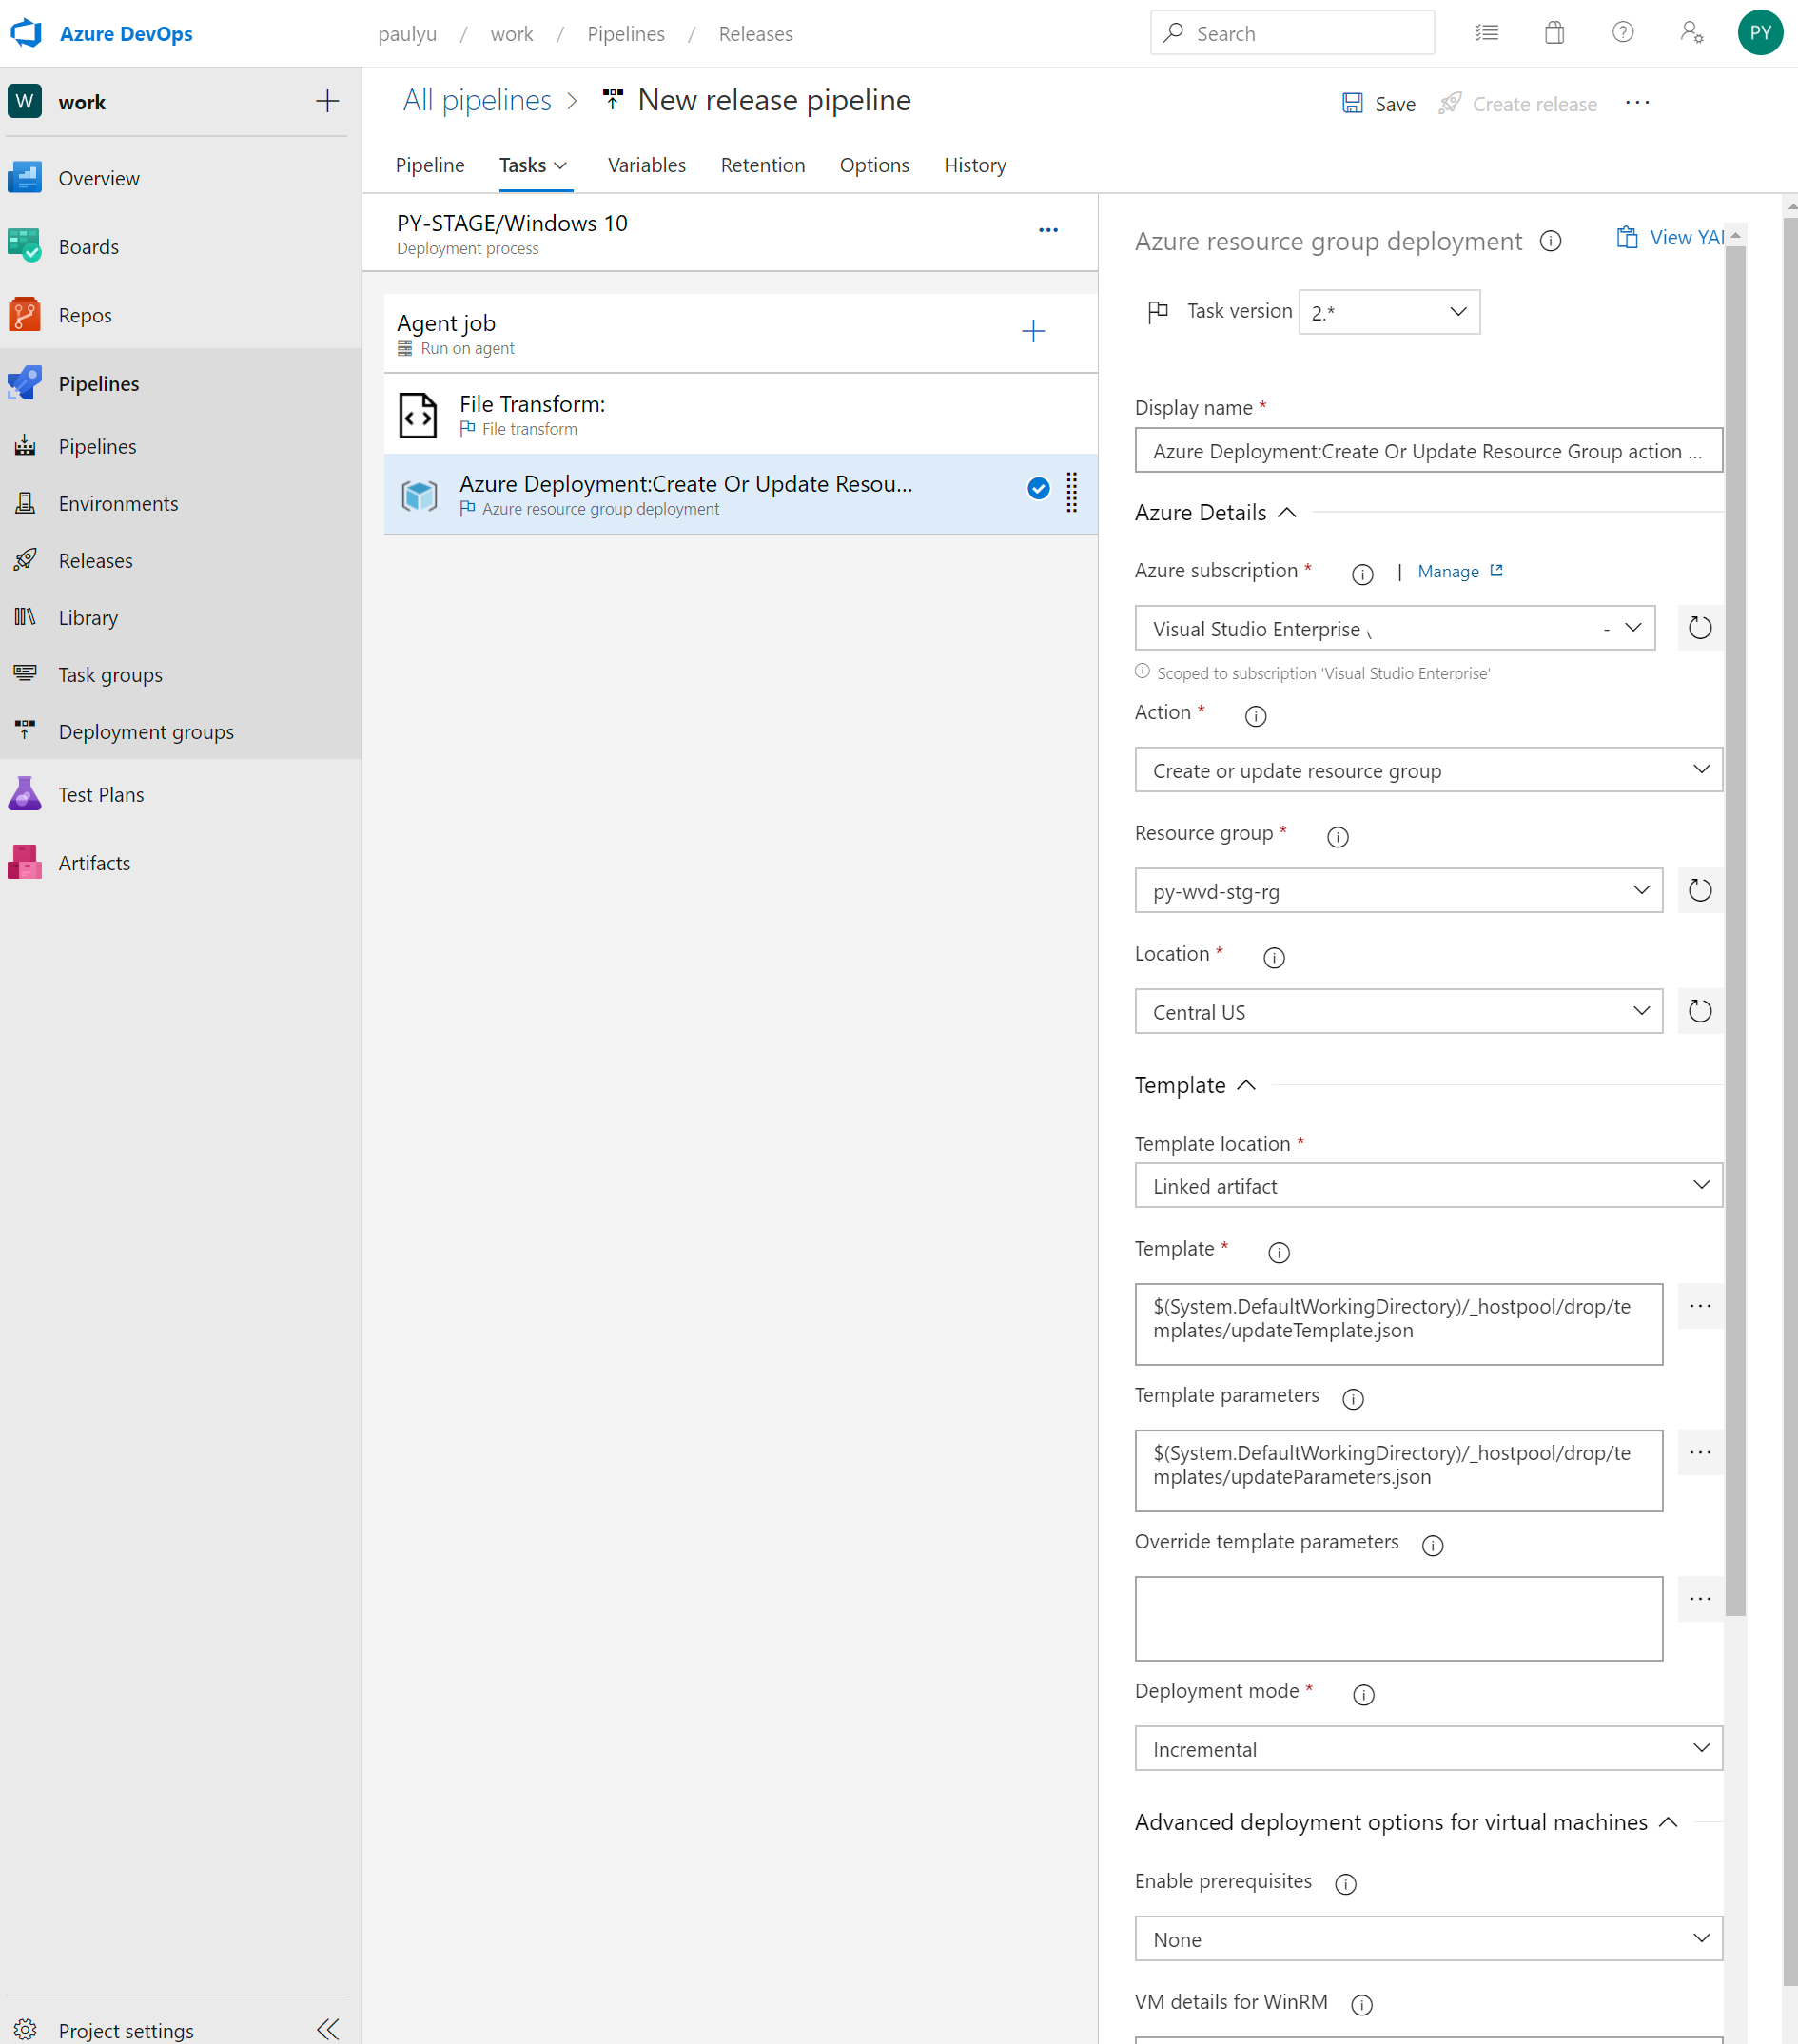 Azure DevOps
paulyu / work / Pipelines / Releases
Search
PY
W work
Overview
Boards
Repos
Pipelines
Pipelines
Environments
Releases
Library
Task groups
Deployment groups
Test Plans
Artifacts
Project settings
All pipelines > New release pipeline
Save
Create release
...
Pipeline
Tasks
Variables
Retention
Options
History
PY-STAGE/Windows 10
Deployment process
Agent job
Run on agent
File Transform:
File transform
Azure Deployment:Create Or Update Resou...
Azure resource group deployment
Azure resource group deployment
View YA
Task version 2.*
Display name *
Azure Deployment:Create Or Update Resource Group action ...
Azure Details
Azure subscription * | Manage
Visual Studio Enterprise
Scoped to subscription 'Visual Studio Enterprise'
Action *
Create or update resource group
Resource group *
py-wvd-stg-rg
Location *
Central US
Template
Template location *
Linked artifact
Template *
$(System.DefaultWorkingDirectory)/_hostpool/drop/te
mplates/updateTemplate.json
Template parameters
$(System.DefaultWorkingDirectory)/_hostpool/drop/te
mplates/updateParameters.json
Override template parameters
Deployment mode *
Incremental
Advanced deployment options for virtual machines
Enable prerequisites
None
VM details for WinRM